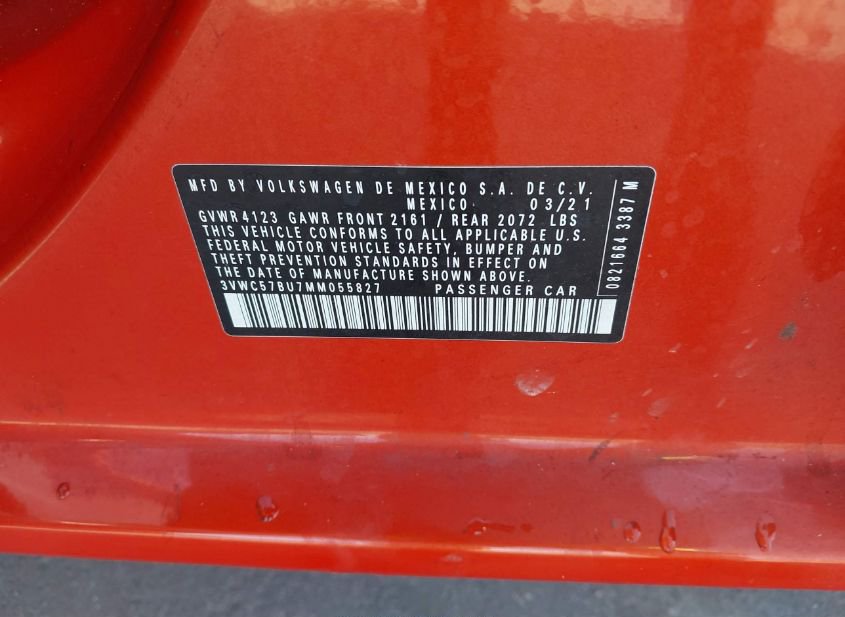 MFD BY VOLKSWAGEN DE MEXICO S.A. DE C.V.
MEXICO 03/21
GVWR 4123 GAWR FRONT 2161 / REAR 2072 LBS
THIS VEHICLE CONFORMS TO ALL APPLICABLE U.S.
FEDERAL MOTOR VEHICLE SAFETY, BUMPER AND
THEFT PREVENTION STANDARDS IN EFFECT ON
THE DATE OF MANUFACTURE SHOWN ABOVE.
3VWC57BU7MM055827 PASSENGER CAR
0821664 3387 M